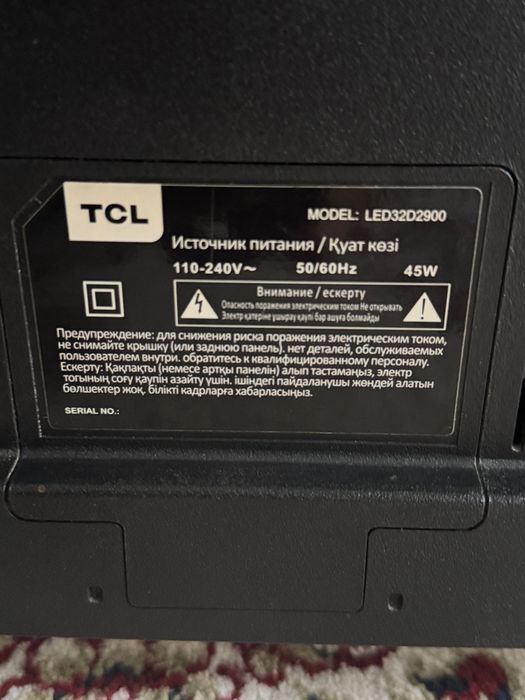 TCL
MODEL: LED32D2900
Источник питания / Қуат көзі
110-240V~ 50/60Hz 45W
Внимание / ескерту
Опасность поражения электрическим током Не открывать
Электр қатеріне ұшырау қаупі бар ашуға болмайды
Предупреждение: для снижения риска поражения электрическим током,
не снимайте крышку (или заднюю панель). нет деталей, обслуживаемых
пользователем внутри. обратитесь к квалифицированному персоналу.
Ескерту: Қақпақты (немесе артқы панелін) алып тастамаңыз, электр
тогының соғу қаупін азайту үшін. ішіндегі пайдаланушы жөндей алатын
бөлшектер жоқ. білікті кадрларға хабарласыңыз.
SERIAL NO.: